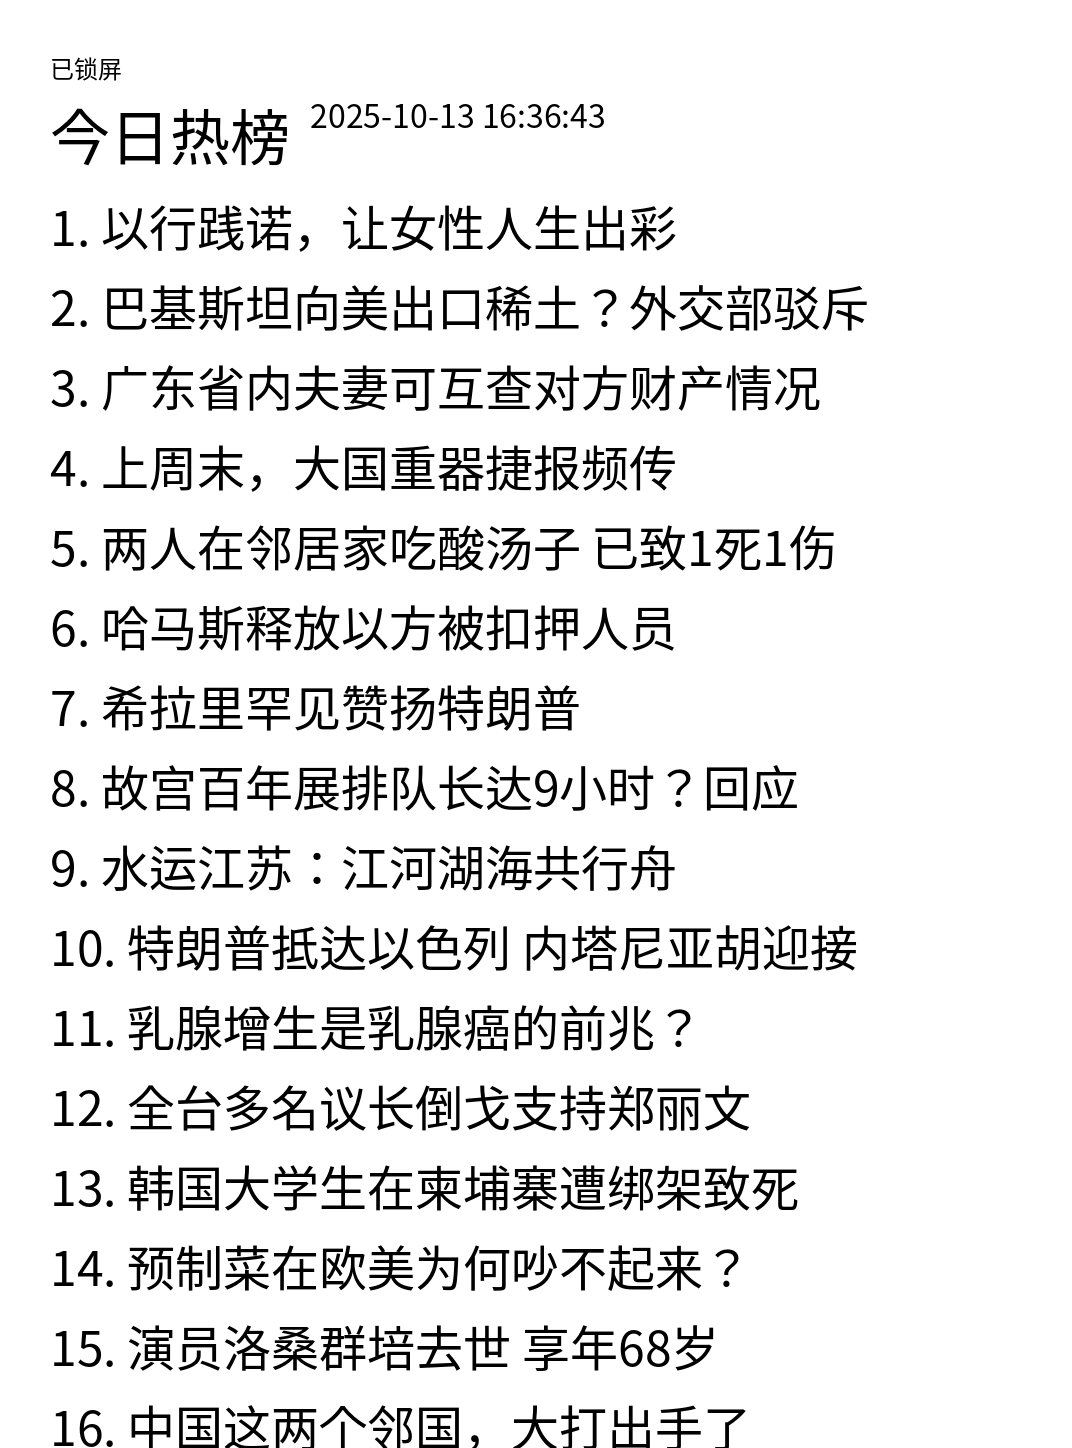 已锁屏
今日热榜 2025-10-13 16:36:43
1. 以行践诺，让女性人生出彩
2. 巴基斯坦向美出口稀土？外交部驳斥
3. 广东省内夫妻可互查对方财产情况
4. 上周末，大国重器捷报频传
5. 两人在邻居家吃酸汤子 已致1死1伤
6. 哈马斯释放以方被扣押人员
7. 希拉里罕见赞扬特朗普
8. 故宫百年展排队长达9小时？回应
9. 水运江苏：江河湖海共行舟
10. 特朗普抵达以色列 内塔尼亚胡迎接
11. 乳腺增生是乳腺癌的前兆？
12. 全台多名议长倒戈支持郑丽文
13. 韩国大学生在柬埔寨遭绑架致死
14. 预制菜在欧美为何吵不起来？
15. 演员洛桑群培去世 享年68岁
16. 中国这两个邻国，大打出手了